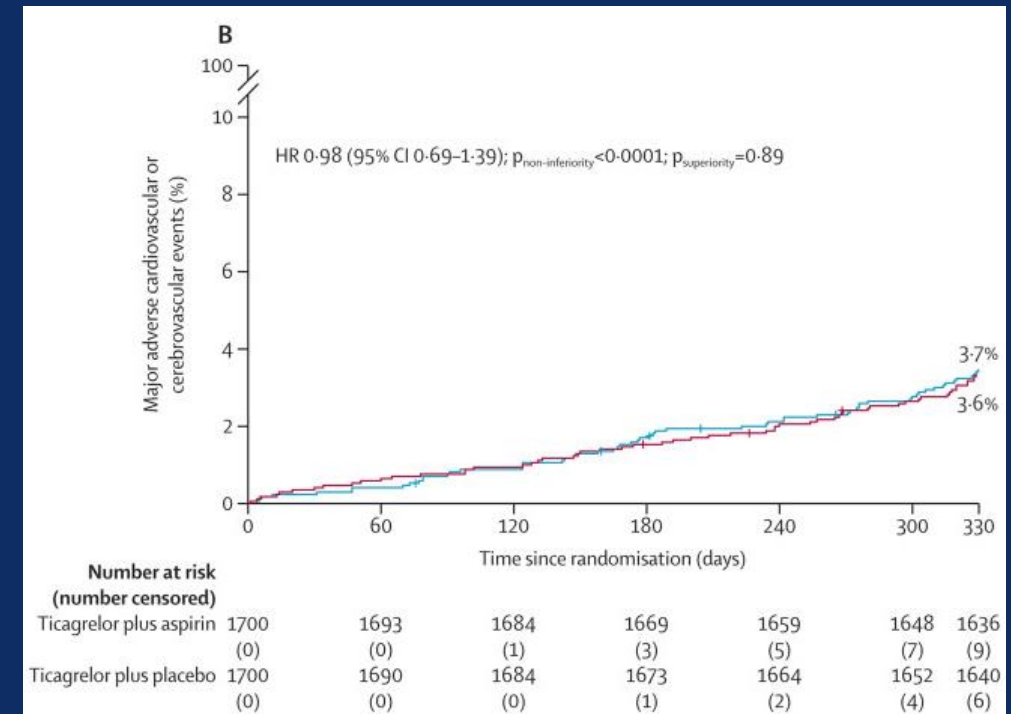 B
100
10
HR 0·98 (95% CI 0·69–1·39); pnon-inferiority<0·0001; psuperiority=0·89
8
6
4
2
0
Major adverse cardiovascular or
cerebrovascular events (%)
3·7%
3·6%
0 60 120 180 240 300 330
Time since randomisation (days)
Number at risk
(number censored)
Ticagrelor plus aspirin 1700 1693 1684 1669 1659 1648 1636
(0) (0) (1) (3) (5) (7) (9)
Ticagrelor plus placebo 1700 1690 1684 1673 1664 1652 1640
(0) (0) (0) (1) (2) (4) (6)